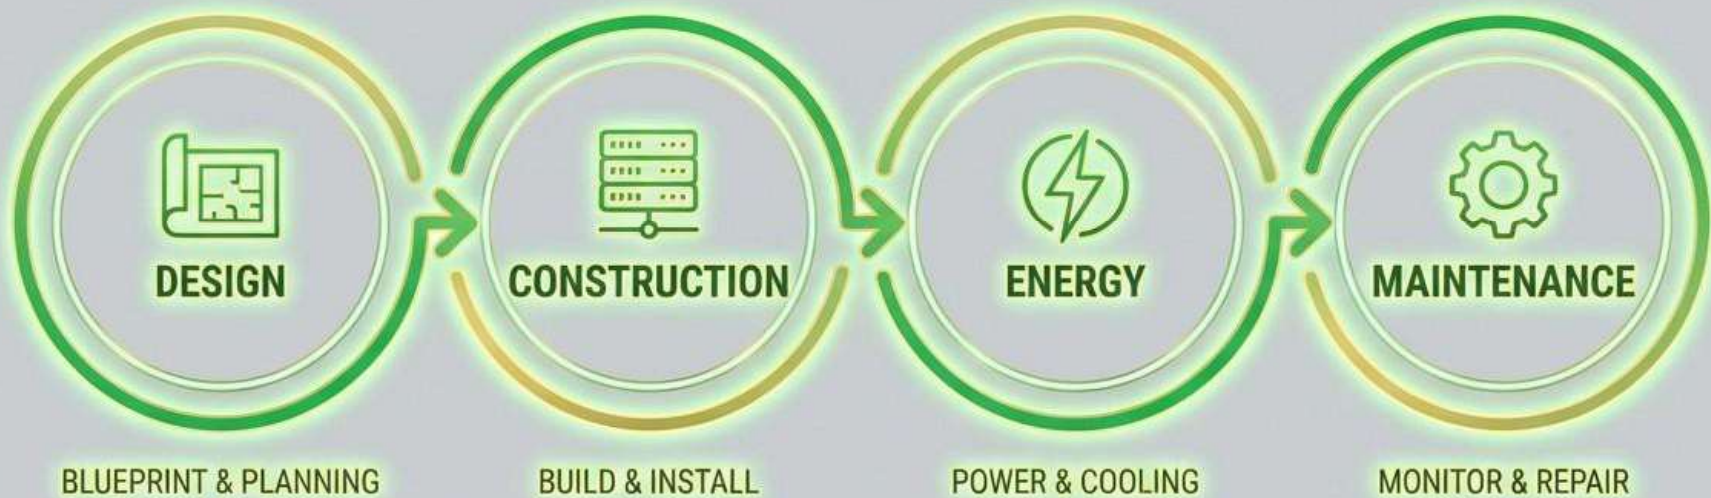 DESIGN
CONSTRUCTION
ENERGY
MAINTENANCE
BLUEPRINT & PLANNING
BUILD & INSTALL
POWER & COOLING
MONITOR & REPAIR